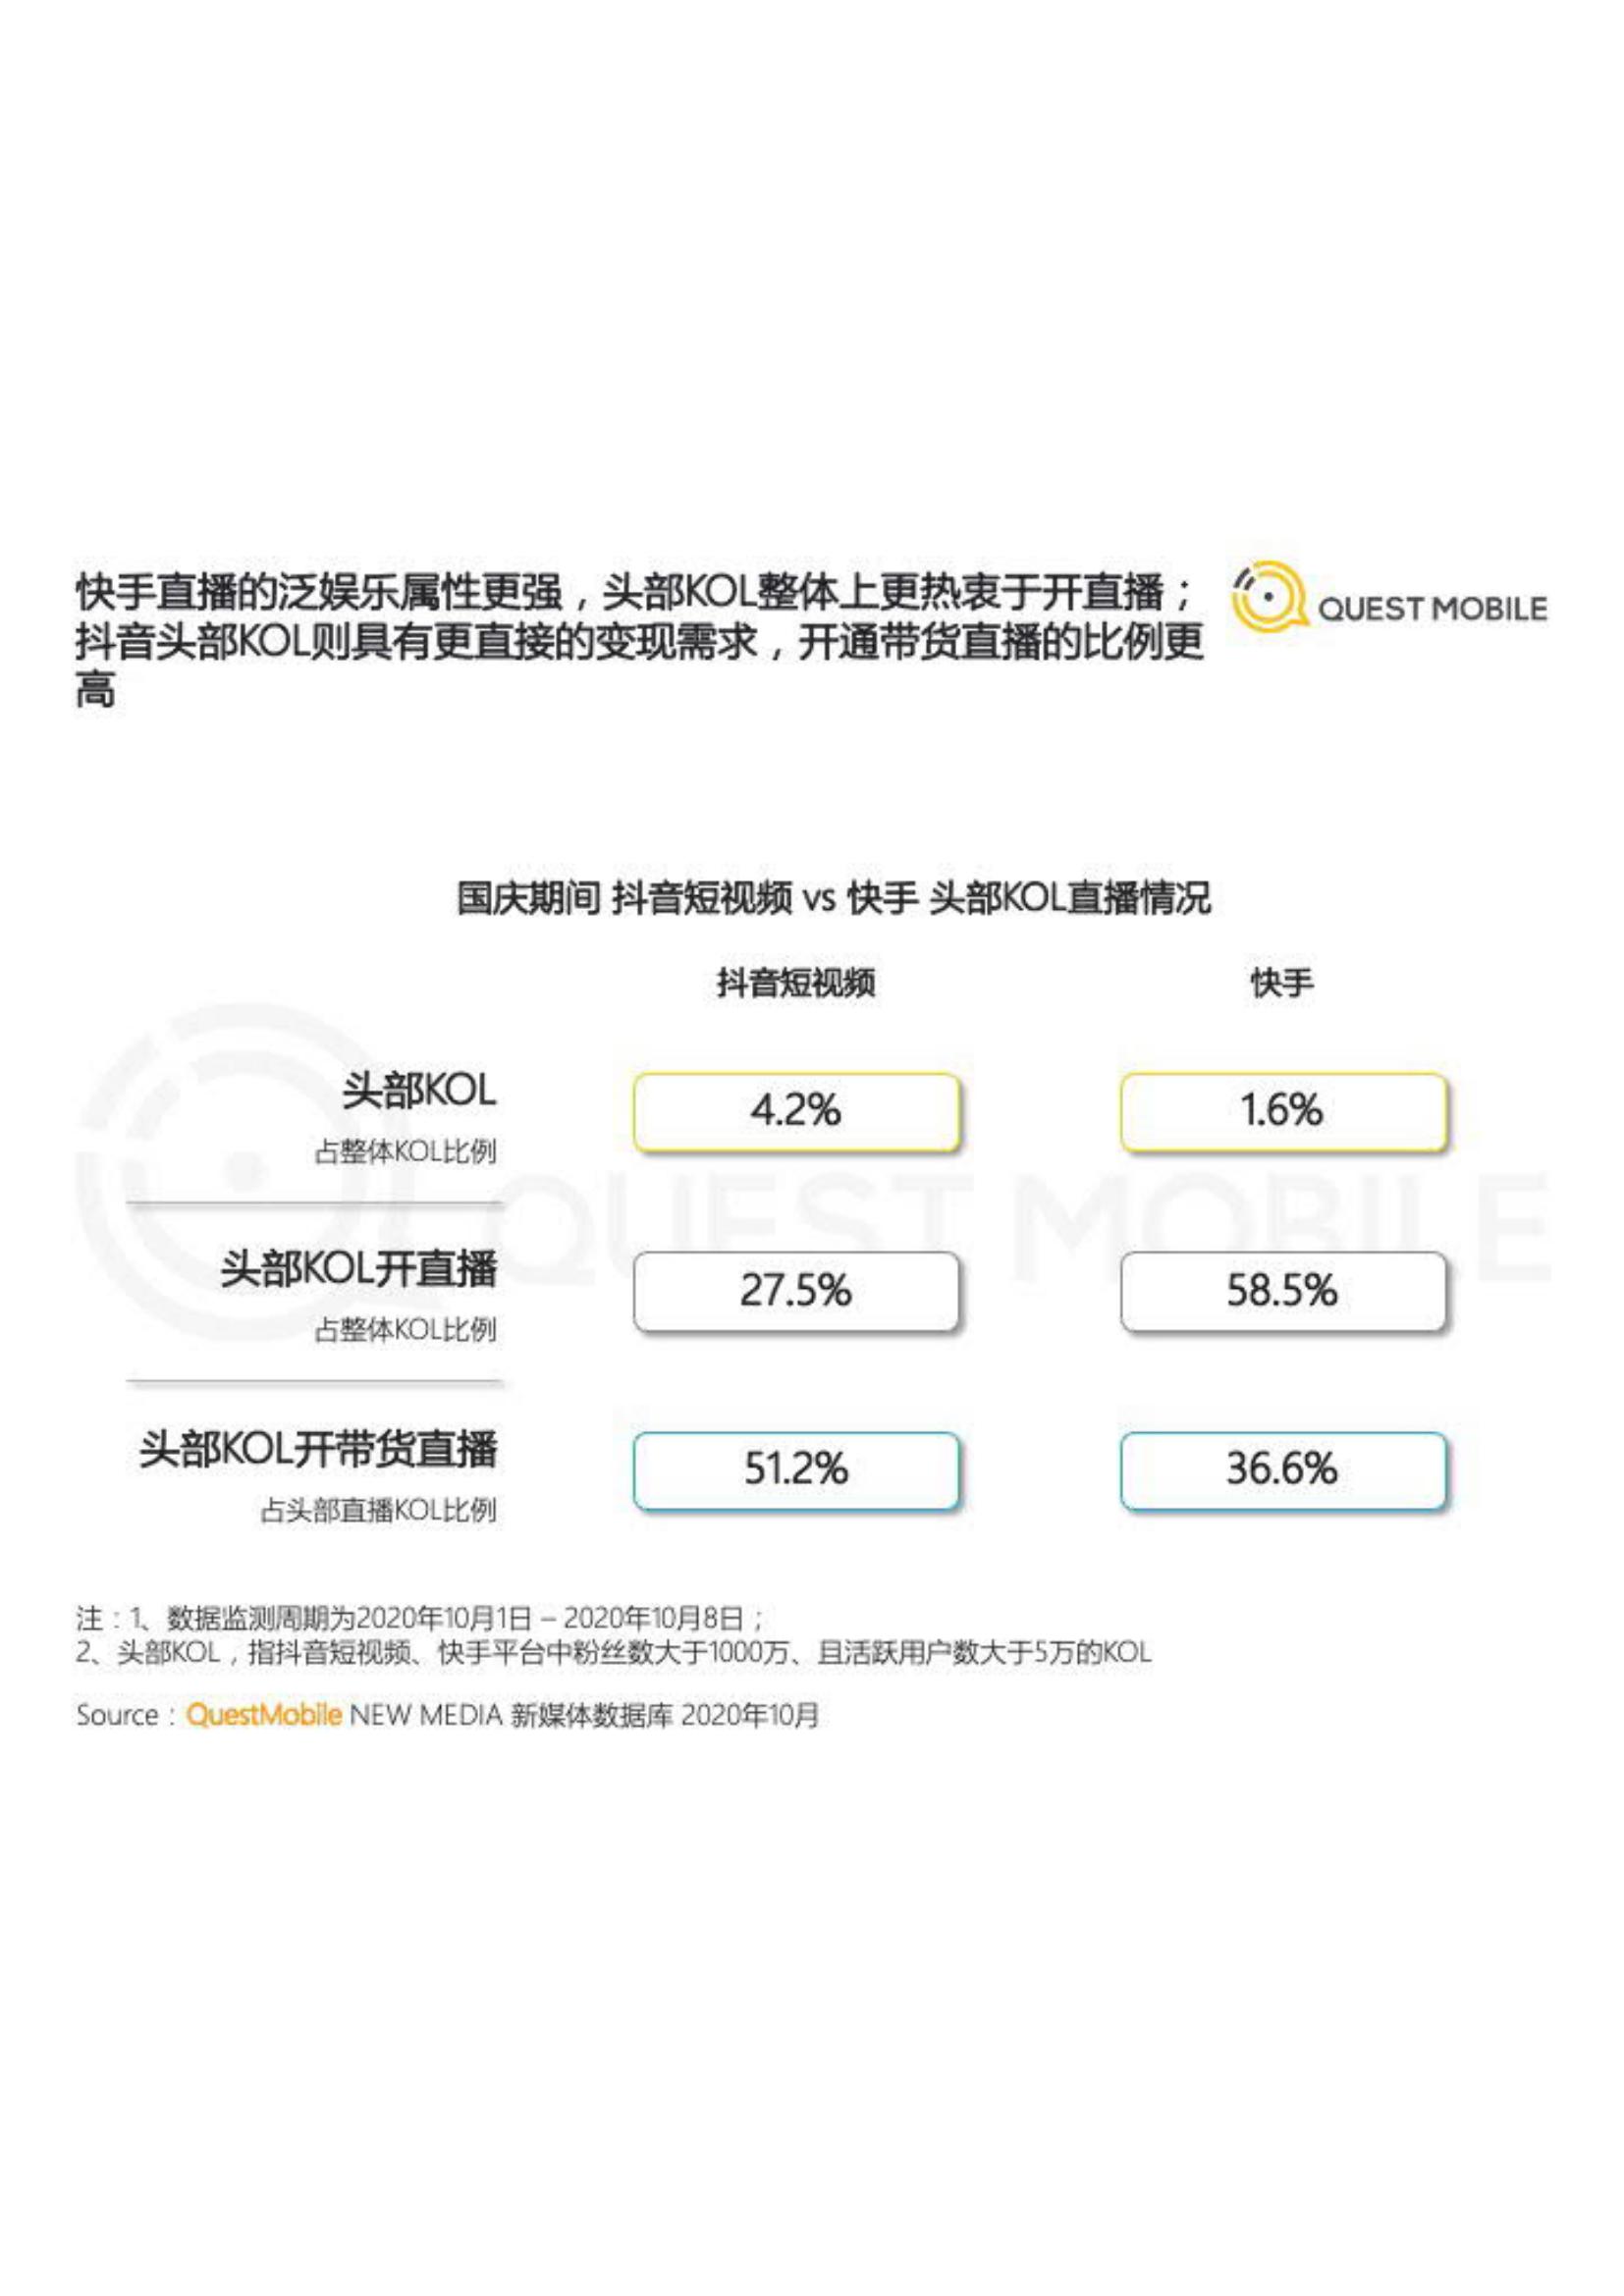 快手直播的泛娱乐属性更强，头部KOL整体上更热衷于开直播；
抖音头部KOL则具有更直接的变现需求，开通带货直播的比例更
高
QUEST MOBILE
国庆期间 抖音短视频 vs 快手 头部KOL直播情况
抖音短视频 快手
头部KOL 4.2% 1.6%
占整体KOL比例
QUEST MOBILE
头部KOL开直播 27.5% 58.5%
占整体KOL比例
头部KOL开带货直播 51.2% 36.6%
占头部直播KOL比例
注：1、数据监测周期为2020年10月1日 – 2020年10月8日；
2、头部KOL，指抖音短视频、快手平台中粉丝数大于1000万、且活跃用户数大于5万的KOL
Source：QuestMobile NEW MEDIA 新媒体数据库 2020年10月